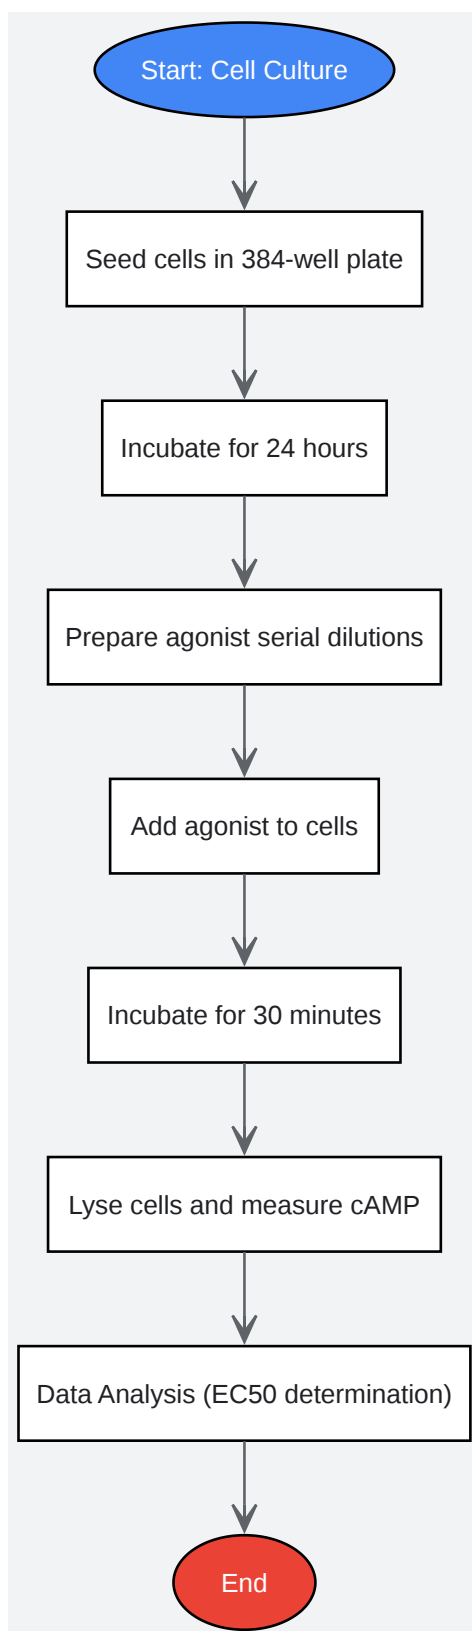 Start: Cell Culture
Seed cells in 384-well plate
Incubate for 24 hours
Prepare agonist serial dilutions
Add agonist to cells
Incubate for 30 minutes
Lyse cells and measure cAMP
Data Analysis (EC50 determination)
End